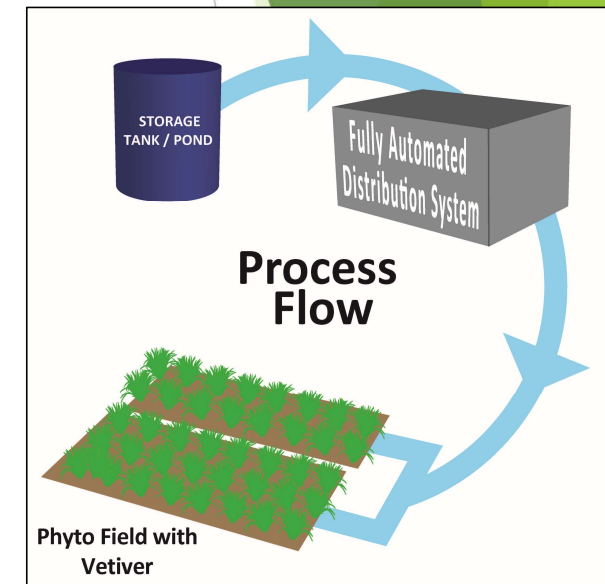 STORAGE
TANK / POND
Fully Automated
Distribution System
Process
Flow
Phyto Field with
Vetiver